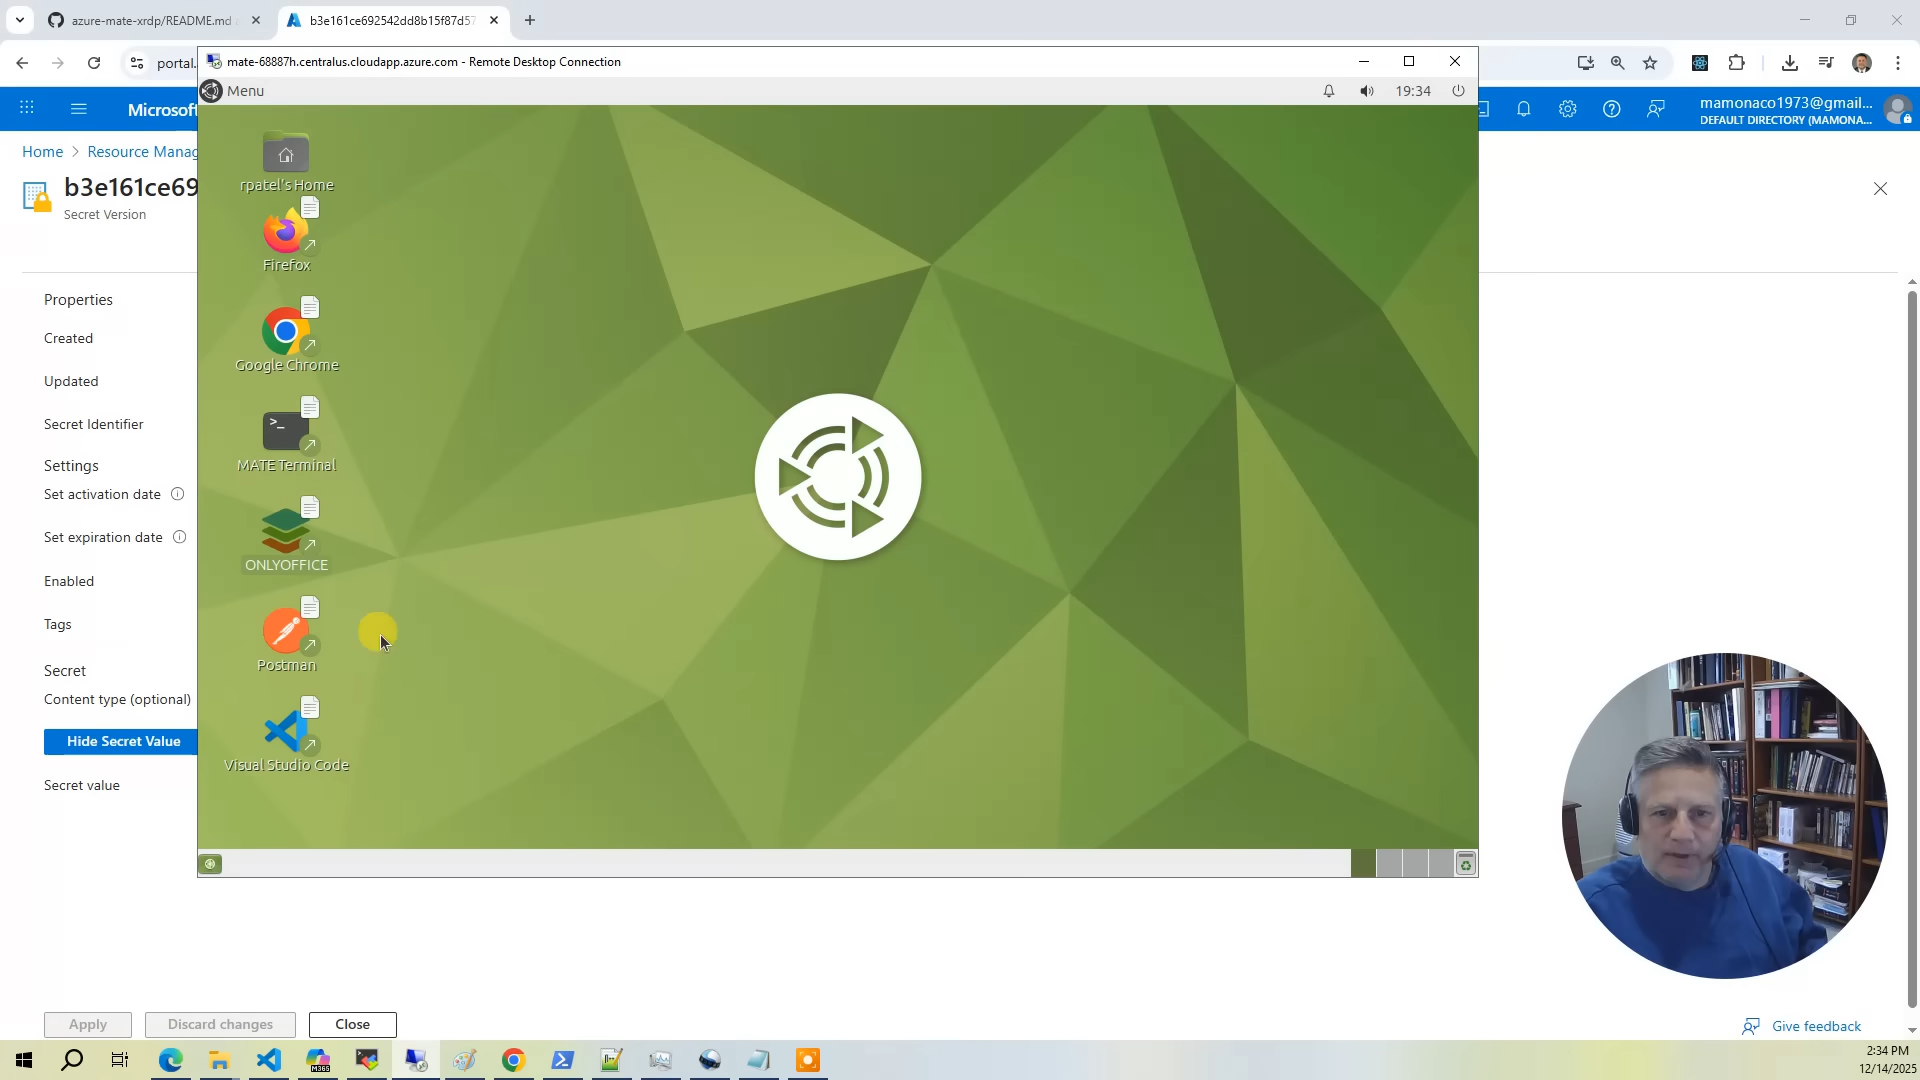 azure-mate-xrdp/README.md
b3e161ce692542dd8b15f87d57
portal.
mate-68887h.centralus.cloudapp.azure.com - Remote Desktop Connection
Menu
19:34
Microsof
mamonaco1973@gmail...
DEFAULT DIRECTORY (MAMONA...
Home > Resource Manag
b3e161ce69
Secret Version
Properties
Created
Updated
Secret Identifier
Settings
Set activation date
Set expiration date
Enabled
Tags
Secret
Content type (optional)
Hide Secret Value
Secret value
rpatel's Home
Firefox
Google Chrome
MATE Terminal
ONLYOFFICE
Postman
Visual Studio Code
Apply
Discard changes
Close
Give feedback
M365
2:34 PM
12/14/2025